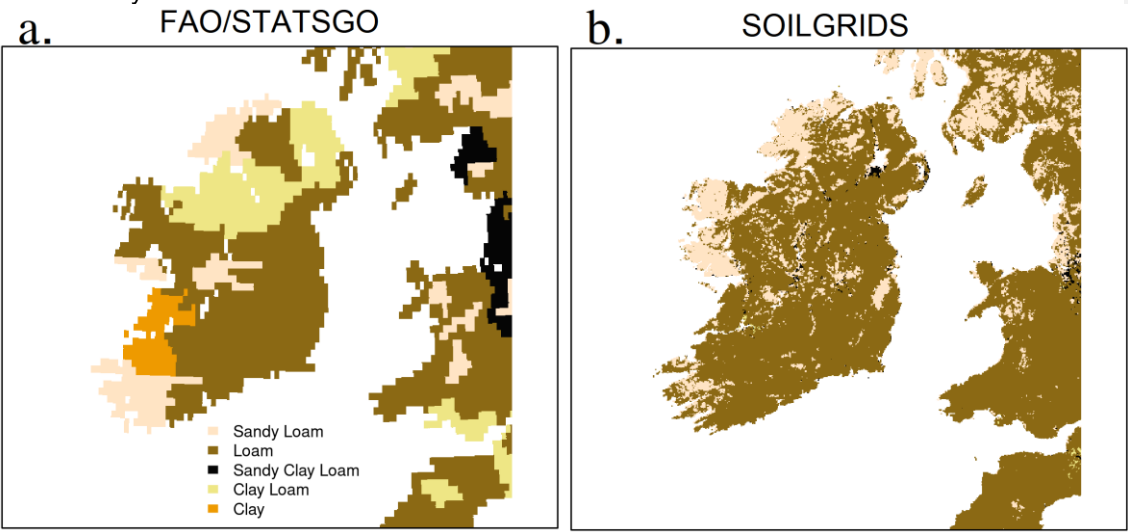 a.
FAO/STATSGO
b.
SOILGRIDS
Sandy Loam
Loam
Sandy Clay Loam
Clay Loam
Clay